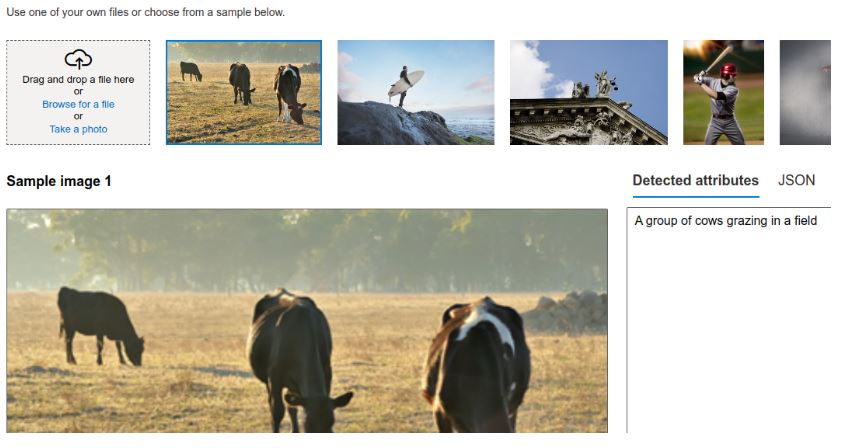 Use one of your own files or choose from a sample below.
Drag and drop a file here
or
Browse for a file
or
Take a photo
Sample image 1
Detected attributes
JSON
A group of cows grazing in a field